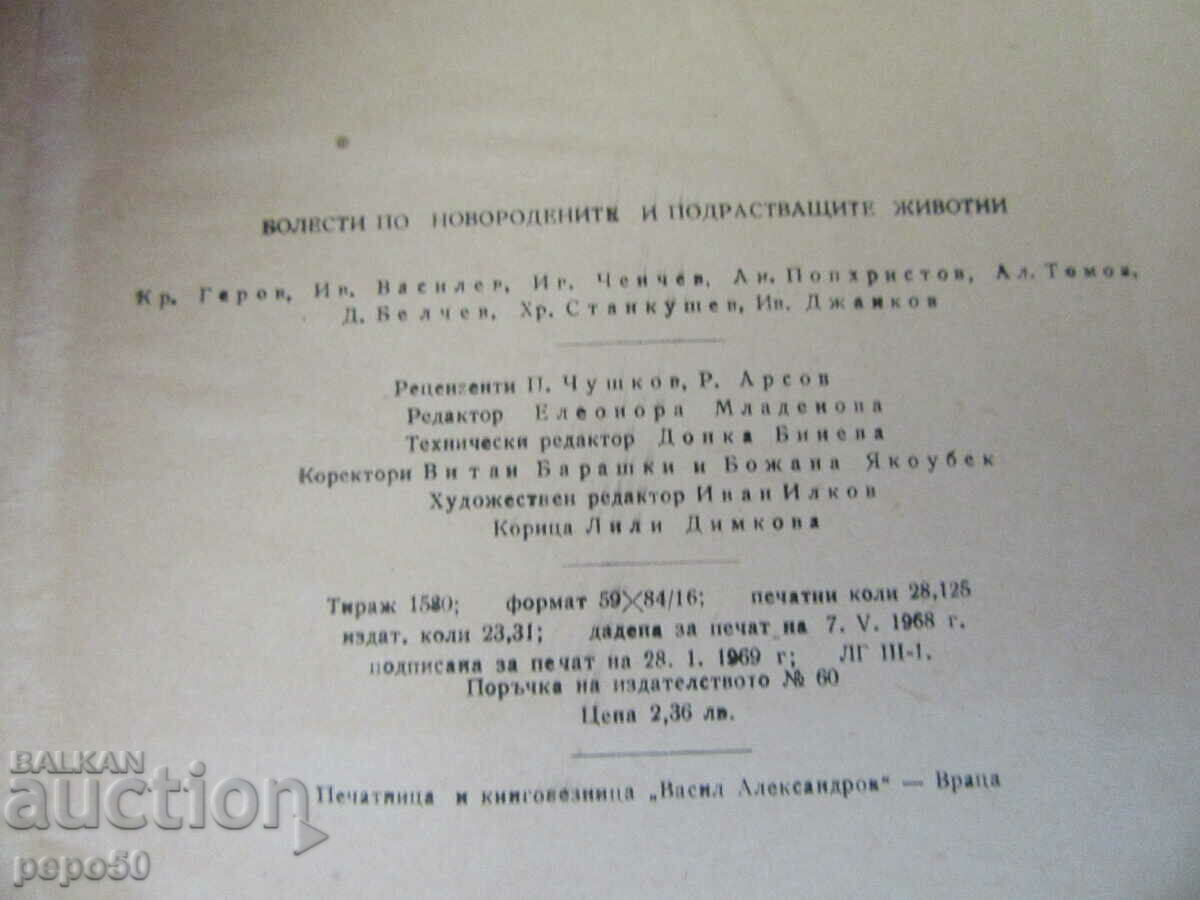 БОЛЕСТИ ПО НОВОРОДЕНИТЕ И ПОДРАСТВАЩИТЕ ЖИВОТНИ
Кр. Геров, Ив. Василев, Иг. Ченчев, Ан. Попхристов, Ал. Томов,
Д. Белчев, Хр. Станкушев, Ив. Джанков
Рецензенти П. Чушков, Р. Арсов
Редактор Елеонора Младенова
Технически редактор Донка Бинева
Коректори Витан Барашки и Божана Якоубек
Художествен редактор Иван Илков
Корица Лили Димкова
Тираж 1580; формат 59×84/16; печатни коли 28,125
издат. коли 23,31; дадена за печат на 7. V. 1968 г.
подписана за печат на 28. 1. 1969 г; ЛГ III-1.
Поръчка на издателството № 60
Цена 2,36 лв.
Печатница и книговезница „Васил Александров“ — Враца
BALKAN
auction
pepo50